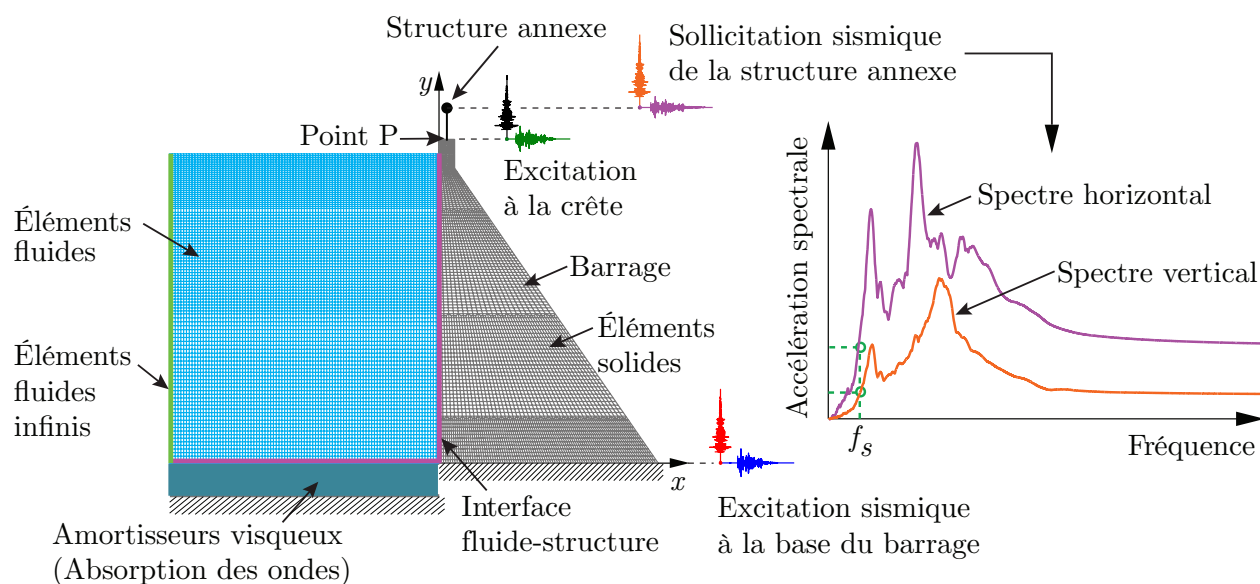 Structure annexe
Sollicitation sismique
de la structure annexe
y
Point P
Excitation
à la crête
Éléments
fluides
Barrage
Éléments
solides
Éléments
fluides
infinis
x
Interface
fluide-structure
Amortisseurs visqueux
(Absorption des ondes)
Excitation sismique
à la base du barrage
Accélération spectrale
Spectre horizontal
Spectre vertical
fs
Fréquence